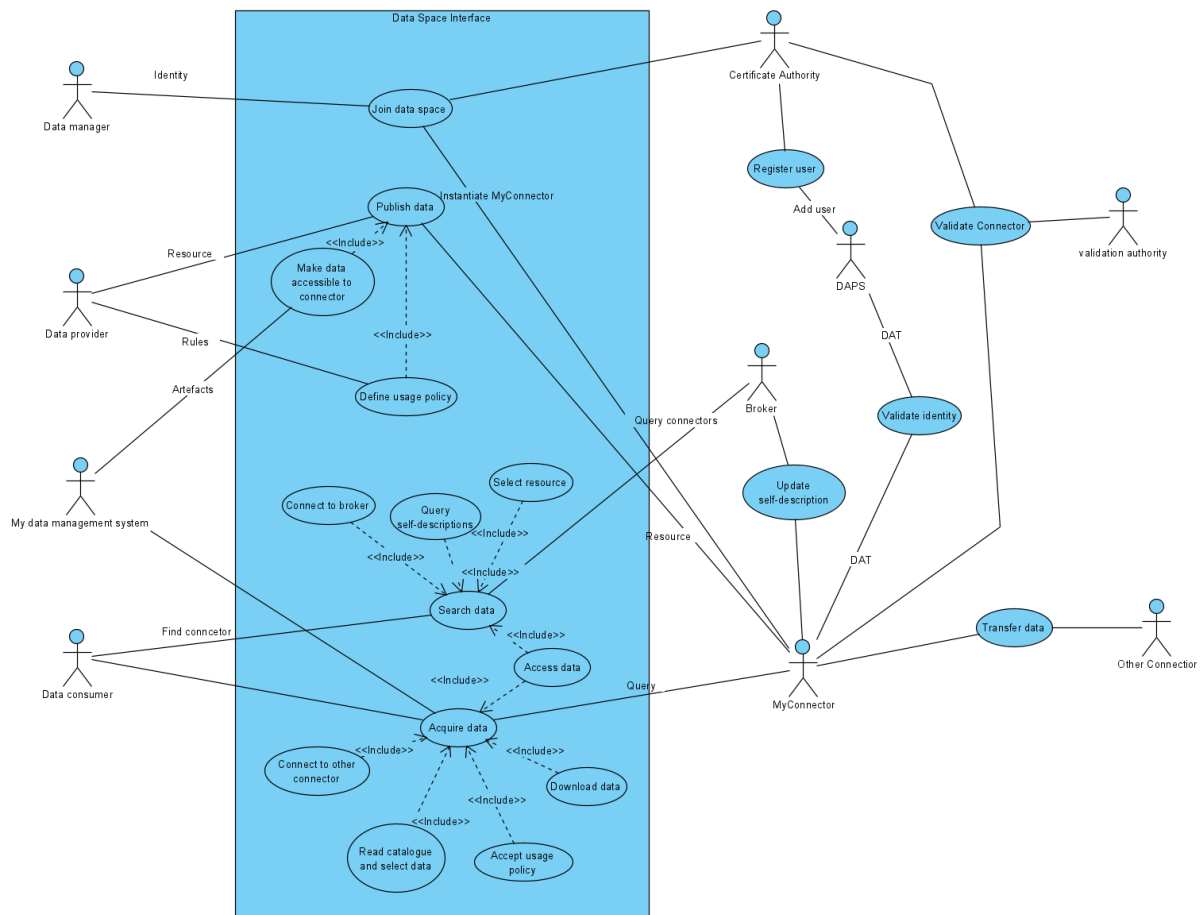 Data Space Interface
Identity
Certificate Authority
Data manager
Join data space
Register user
Instantiate MyConnector
Publish data
Add user
Validate Connector
<<Include>>
validation authority
Resource
Make data
accessible to
connector
DAPS
Data provider
<<Include>>
DAT
Rules
Artefacts
Define usage policy
Broker
Validate identity
Query connectors
Select resource
Connect to broker
Query
self-descriptions
Update
self-description
My data management system
<<Include>>
Resource
<<Include>>
DAT
<<Include>>
Search data
Find conncetor
<<Include>>
Transfer data
Access data
Other Connectior
Data consumer
<<Include>>
Query
MyConnector
Acquire data
<<Include>>
<<Include>>
Connect to other
connector
Download data
<<Include>>
<<Include>>
Read catalogue
and select data
Accept usage
policy